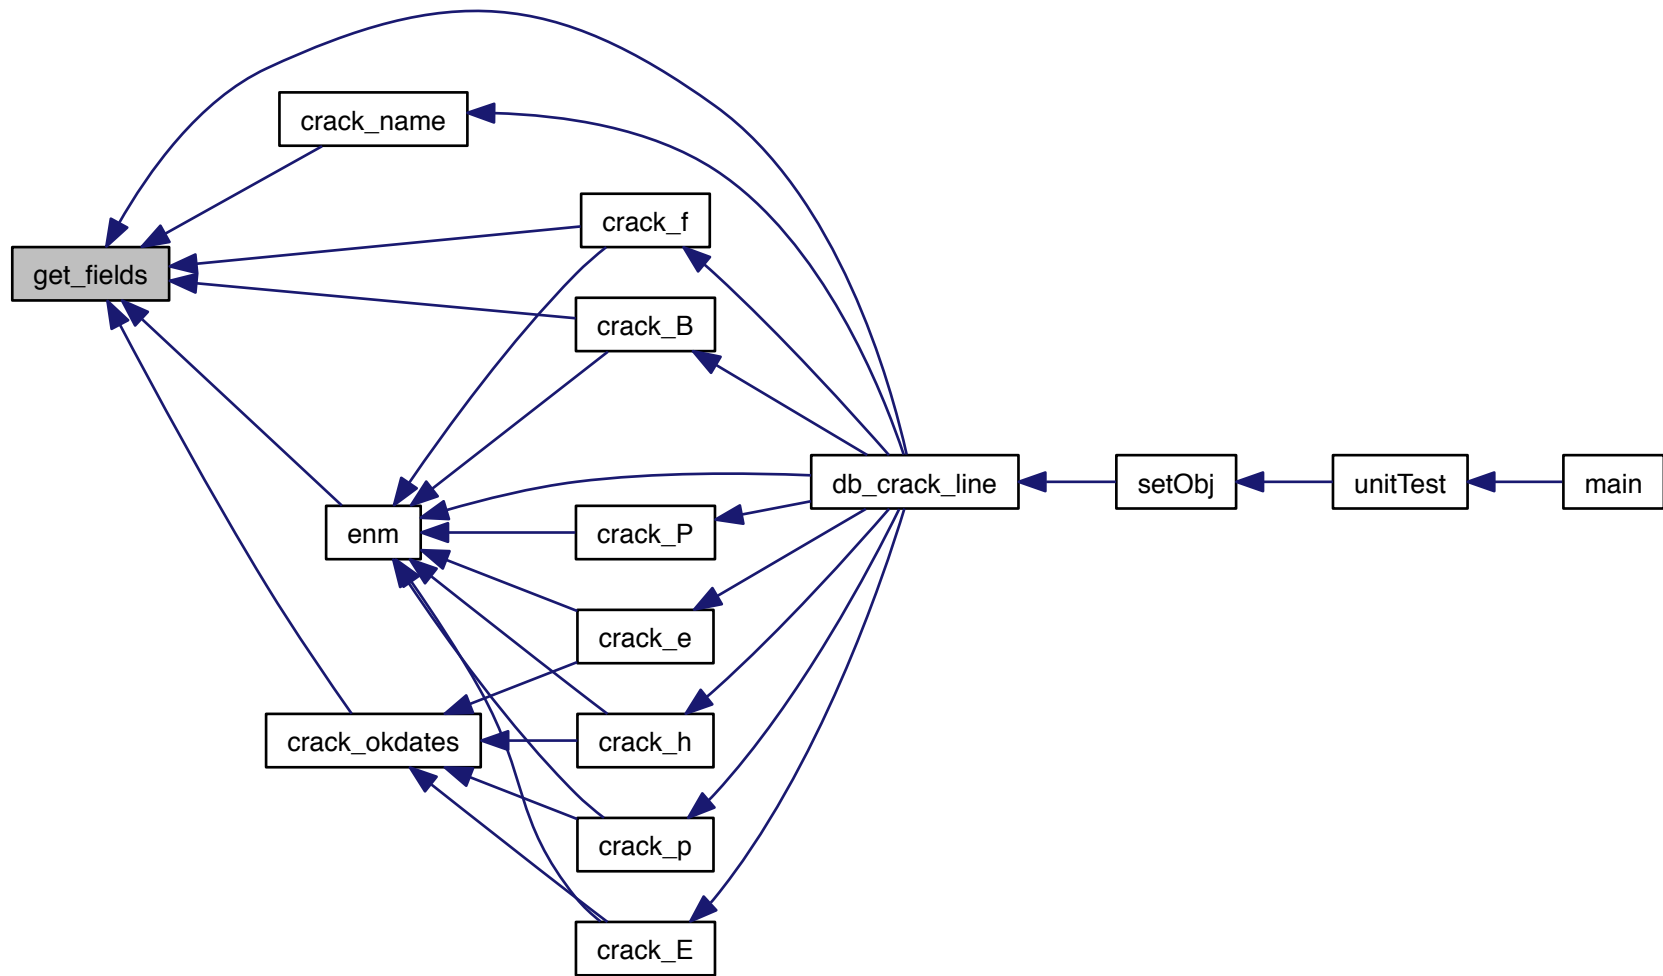 crack_name
crack_f
get_fields
crack_B
db_crack_line
setObj
unitTest
main
enm
crack_P
crack_e
crack_okdates
crack_h
crack_p
crack_E